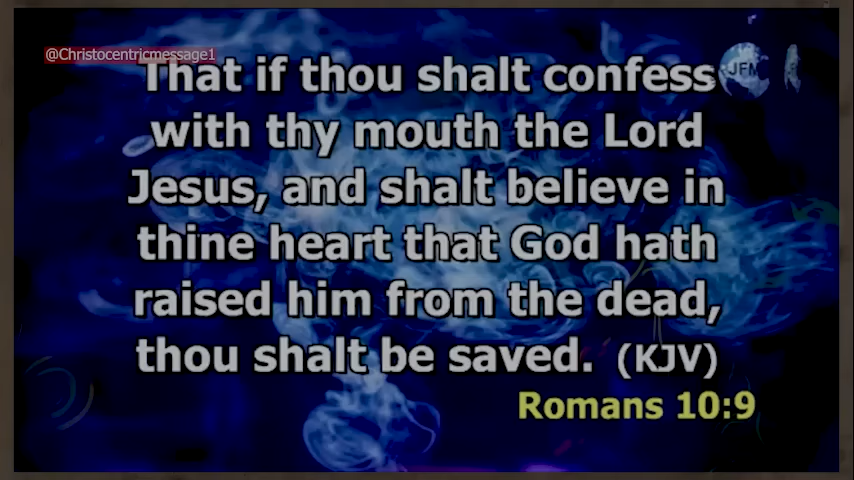 @Christocentricmessage1
JFM
That if thou shalt confess
with thy mouth the Lord
Jesus, and shalt believe in
thine heart that God hath
raised him from the dead,
thou shalt be saved. (KJV)
Romans 10:9